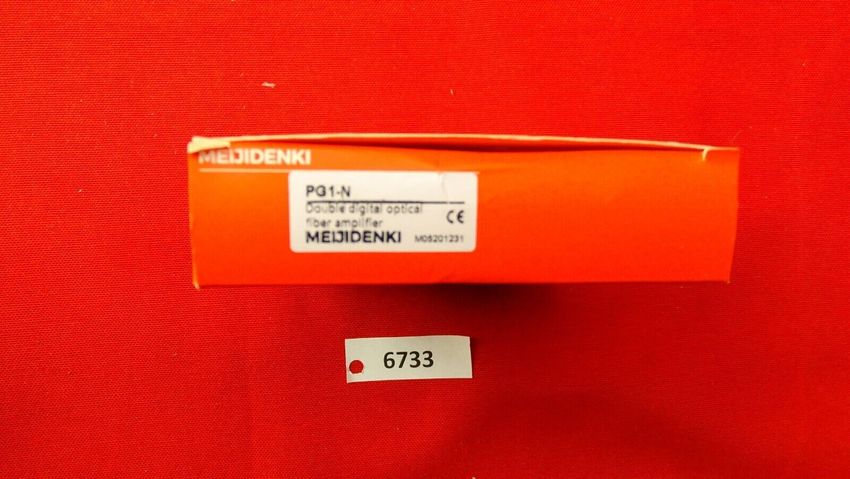 MEIJIDENKI
PG1-N
Double digital optical
fiber amplifier
CE
MEIJIDENKI M05201231
6733